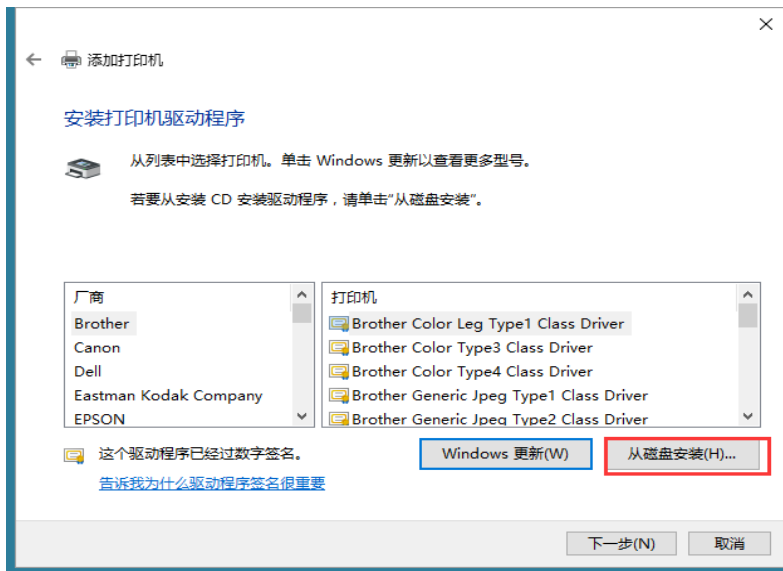 添加打印机
安装打印机驱动程序
从列表中选择打印机。单击 Windows 更新以查看更多型号。
若要从安装 CD 安装驱动程序，请单击"从磁盘安装"。
厂商
Brother
Canon
Dell
Eastman Kodak Company
EPSON
打印机
Brother Color Leg Type1 Class Driver
Brother Color Type3 Class Driver
Brother Color Type4 Class Driver
Brother Generic Jpeg Type1 Class Driver
Brother Generic Jpeg Type2 Class Driver
这个驱动程序已经过数字签名。
告诉我为什么驱动程序签名很重要
Windows 更新(W)
从磁盘安装(H)...
下一步(N)
取消